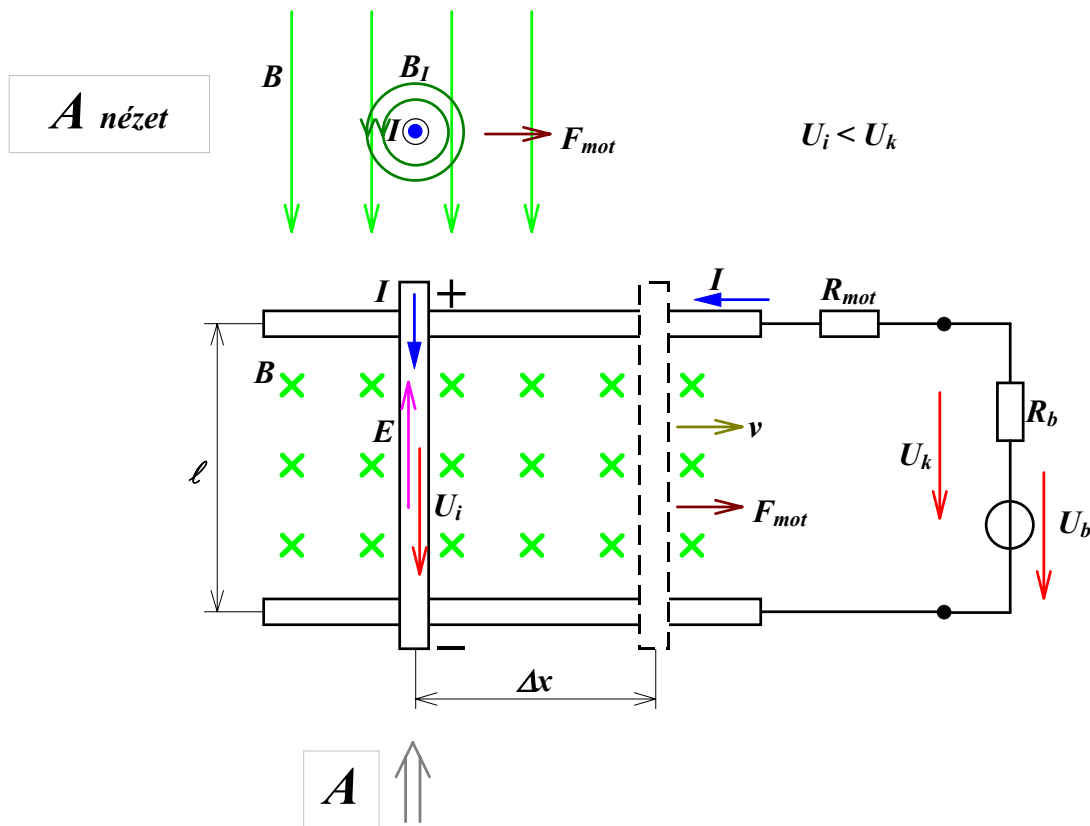 A nézet
B
B_I
I
F_mot
U_i < U_k
I
+
I
R_mot
B
E
U_i
v
F_mot
ℓ
U_k
R_b
U_b
−
Δx
A